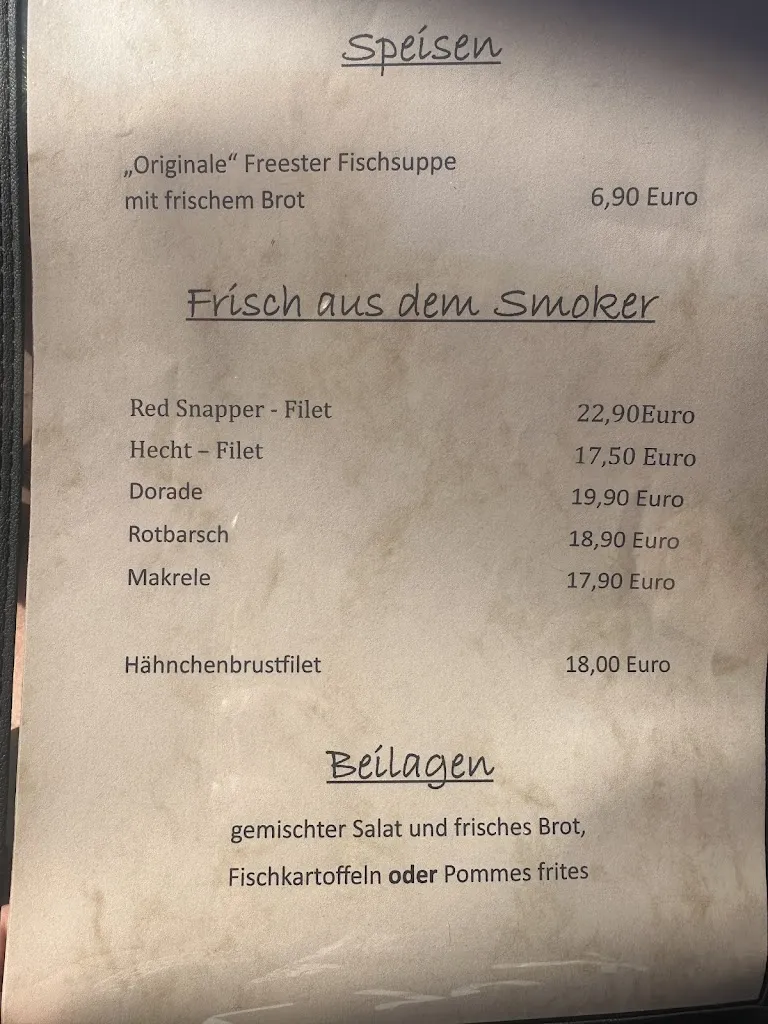 Speisen
„Originale“ Freester Fischsuppe
mit frischem Brot 6,90 Euro
Frisch aus dem Smoker
Red Snapper - Filet 22,90Euro
Hecht – Filet 17,50 Euro
Dorade 19,90 Euro
Rotbarsch 18,90 Euro
Makrele 17,90 Euro
Hähnchenbrustfilet 18,00 Euro
Beilagen
gemischter Salat und frisches Brot,
Fischkartoffeln oder Pommes frites